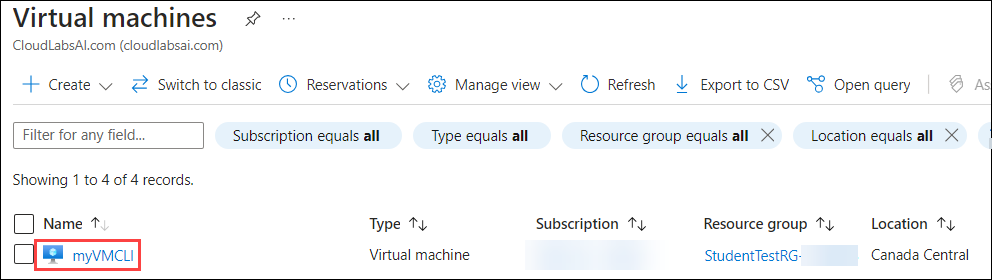 Virtual machines
CloudLabsAI.com (cloudlabsai.com)
Create Switch to classic Reservations Manage view Refresh Export to CSV Open query
Filter for any field... Subscription equals all Type equals all Resource group equals all Location equals all
Showing 1 to 4 of 4 records.
Name Type Subscription Resource group Location
myVMCLI Virtual machine StudentTestRG- Canada Central